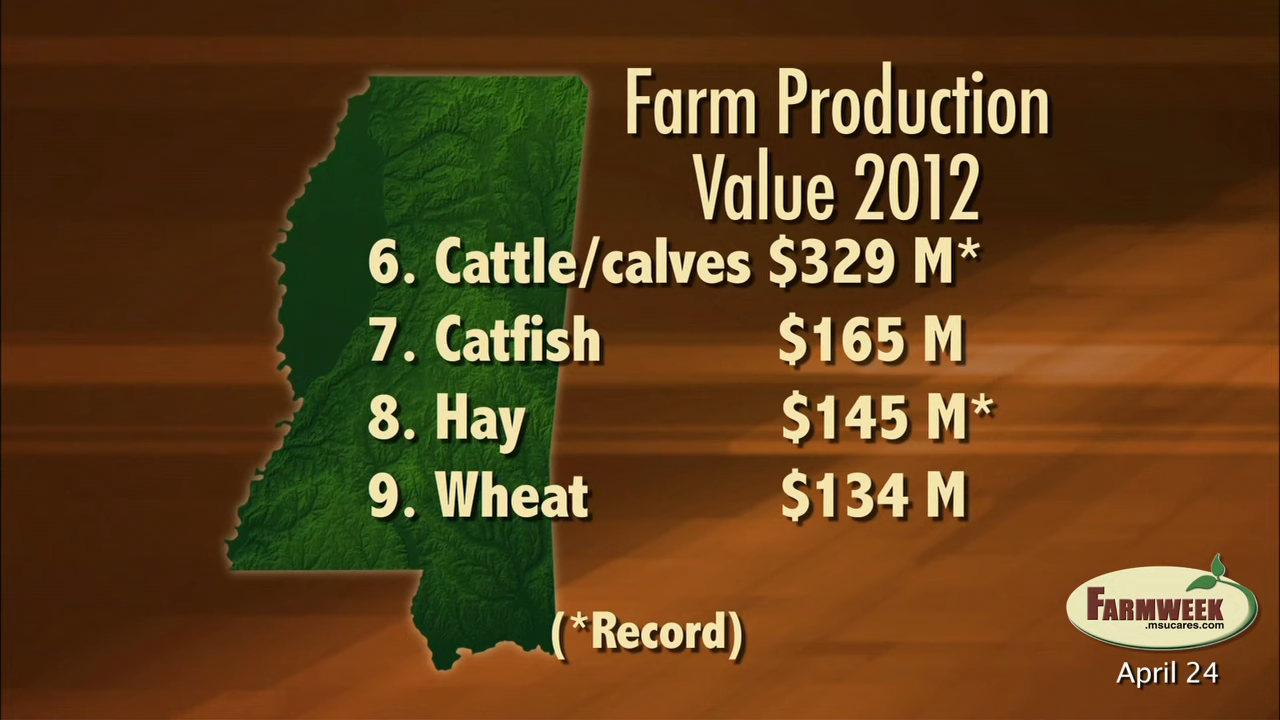 Farm Production
Value 2012
6. Cattle/calves $329 M*
7. Catfish $165 M
8. Hay $145 M*
9. Wheat $134 M
(*Record)
FARMWEEK
.msucares.com
April 24